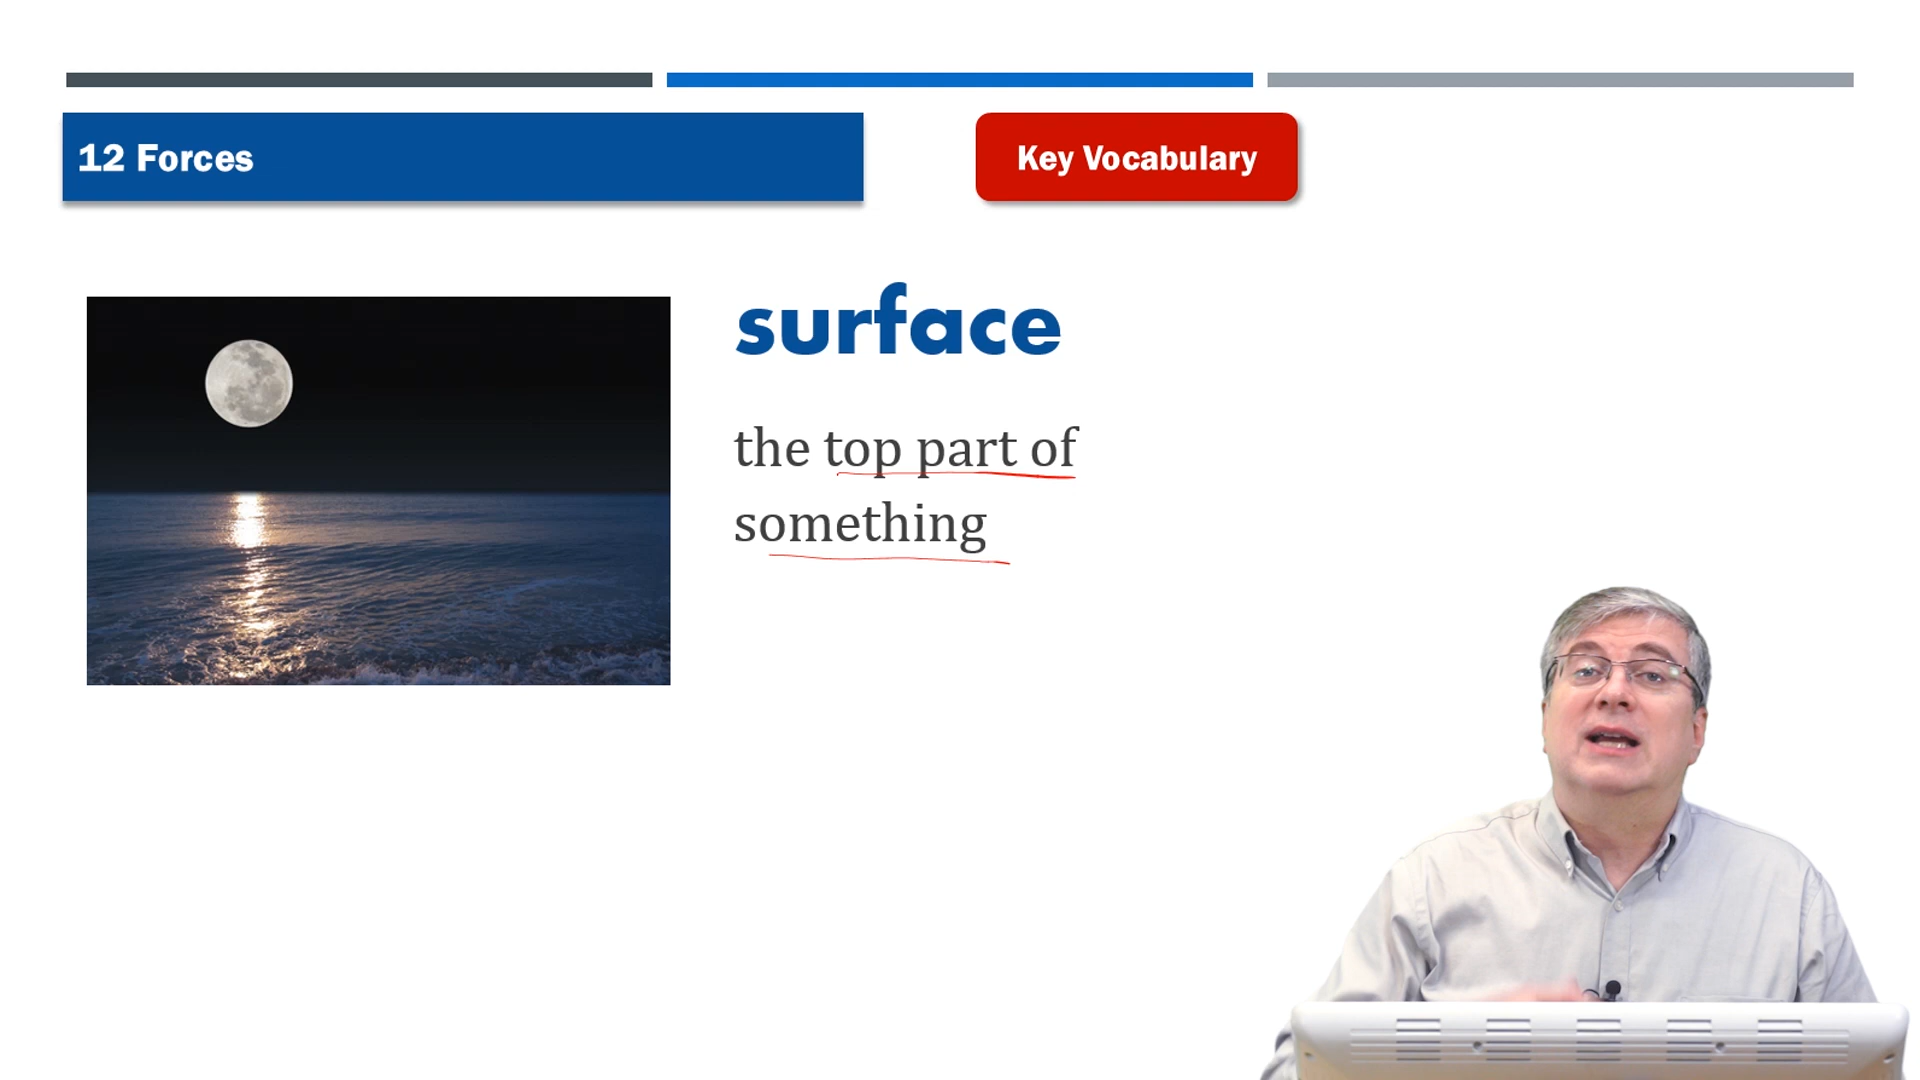 12 Forces
Key Vocabulary
surface
the top part of
something